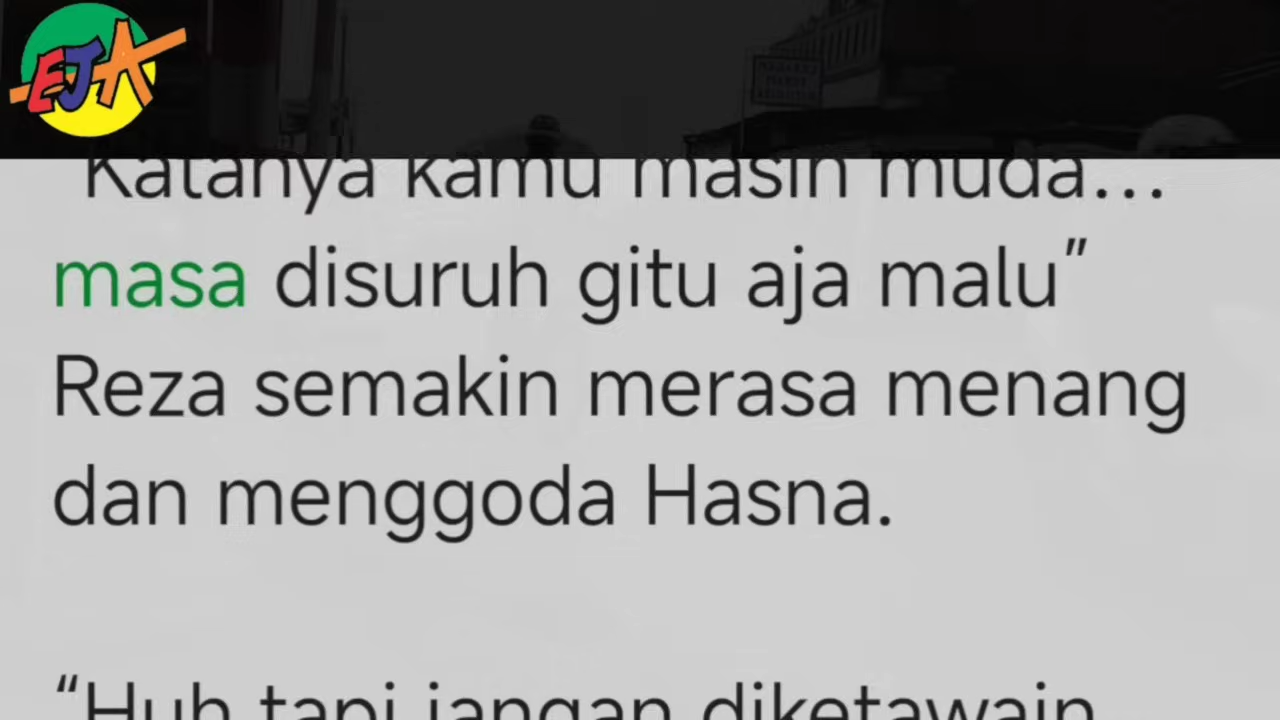 EJA
"Katanya kamu masih muda...
masa disuruh gitu aja malu"
Reza semakin merasa menang
dan menggoda Hasna.
"Huh tapi jangan diketawain